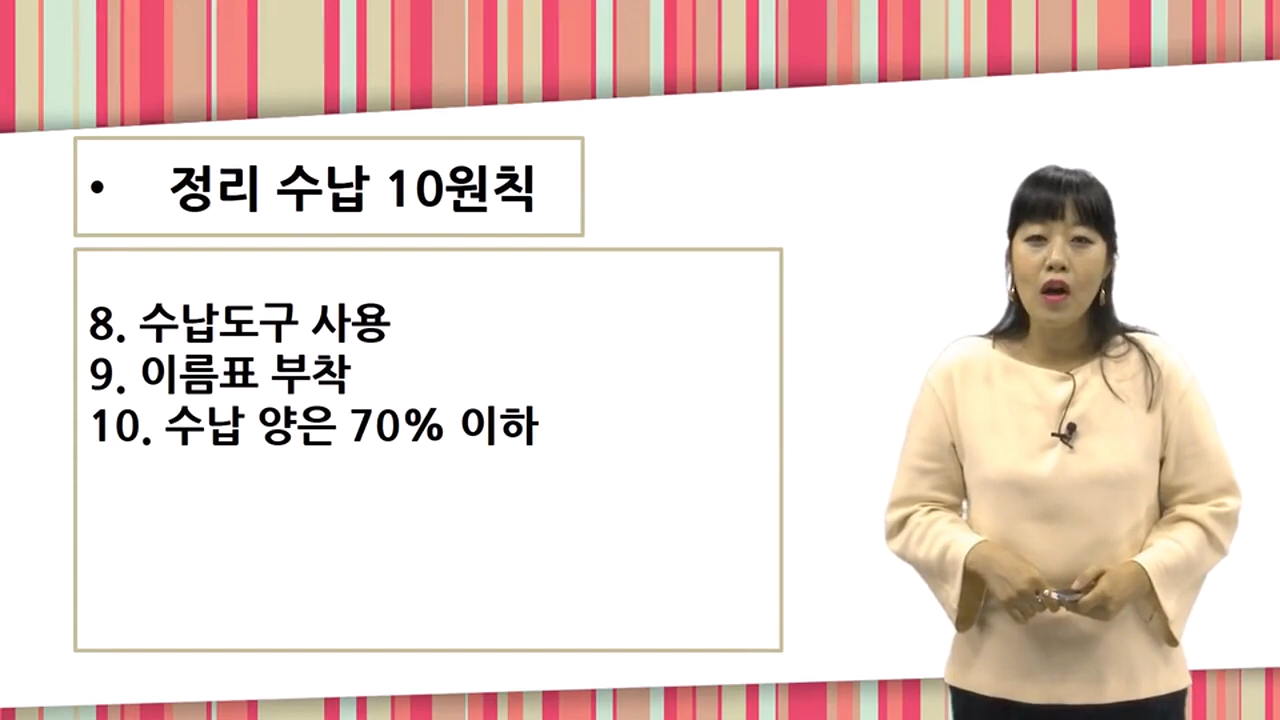 • 정리 수납 10원칙
8. 수납도구 사용
9. 이름표 부착
10. 수납 양은 70% 이하